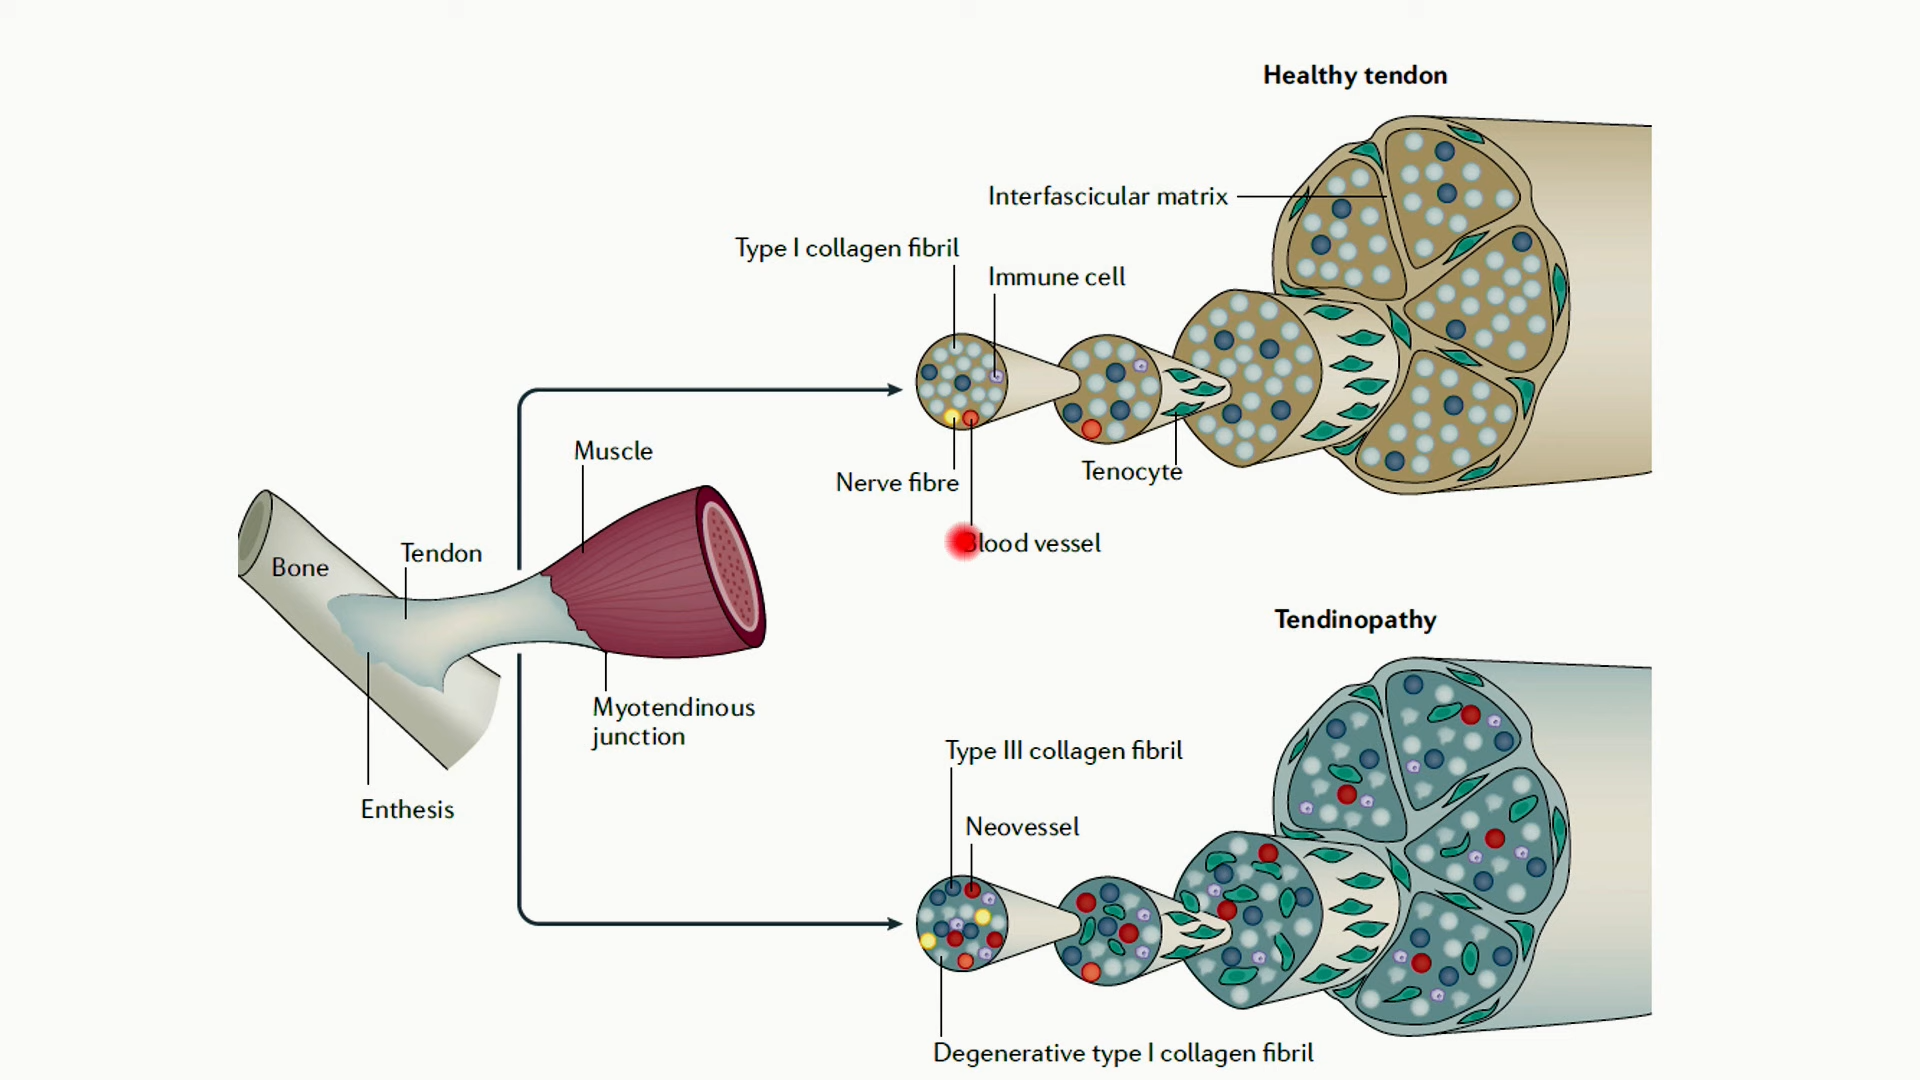 Healthy tendon
Interfascicular matrix
Type I collagen fibril
Immune cell
Nerve fibre
Tenocyte
Blood vessel
Muscle
Tendon
Bone
Myotendinous
junction
Enthesis
Tendinopathy
Type III collagen fibril
Neovessel
Degenerative type I collagen fibril